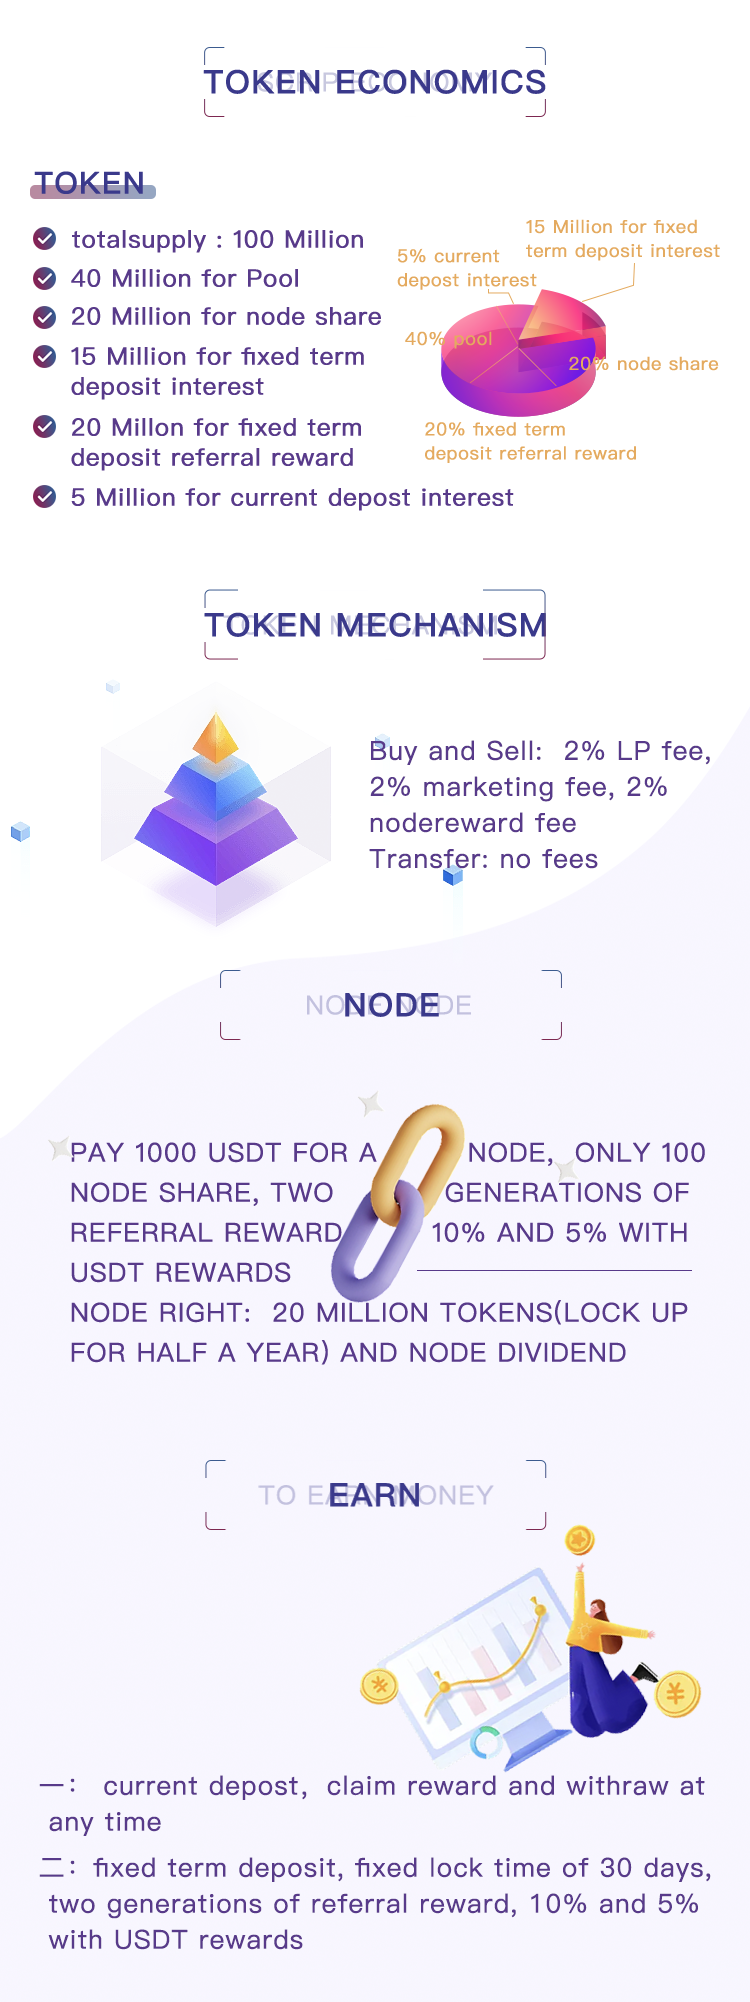 TOKEN ECONOMICS
TOKEN
totalsupply : 100 Million
40 Million for Pool
20 Million for node share
15 Million for fixed term
deposit interest
20 Millon for fixed term
deposit referral reward
5 Million for current depost interest
15 Million for fixed
term deposit interest
5% current
depost interest
40% pool
20% node share
20% fixed term
deposit referral reward
TOKEN MECHANISM
TOKEN MECHANISM
Buy and Sell: 2% LP fee,
2% marketing fee, 2%
nodereward fee
Transfer: no fees
NODE NODE
NODE
PAY 1000 USDT FOR A NODE, ONLY 100
NODE SHARE, TWO GENERATIONS OF
REFERRAL REWARD 10% AND 5% WITH
USDT REWARDS
NODE RIGHT: 20 MILLION TOKENS(LOCK UP
FOR HALF A YEAR) AND NODE DIVIDEND
TO EARN MONEY
EARN
一： current depost, claim reward and withraw at
any time
二：fixed term deposit, fixed lock time of 30 days,
two generations of referral reward, 10% and 5%
with USDT rewards